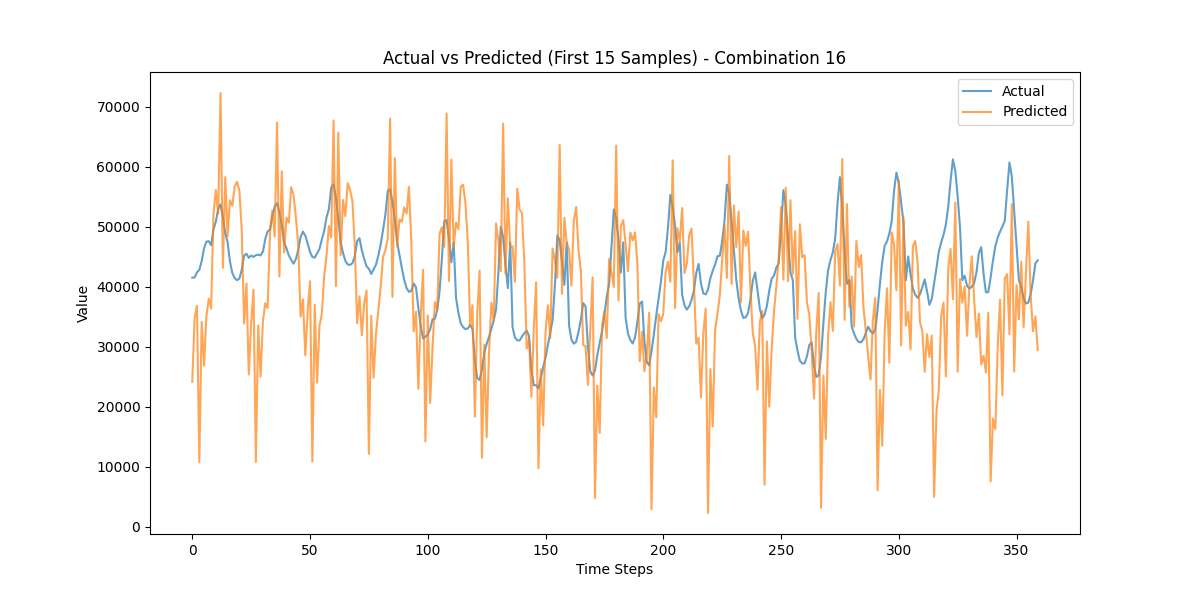 Actual vs Predicted (First 15 Samples) - Combination 16
Actual
Predicted
Value
70000
60000
50000
40000
30000
20000
10000
0
0 50 100 150 200 250 300 350
Time Steps